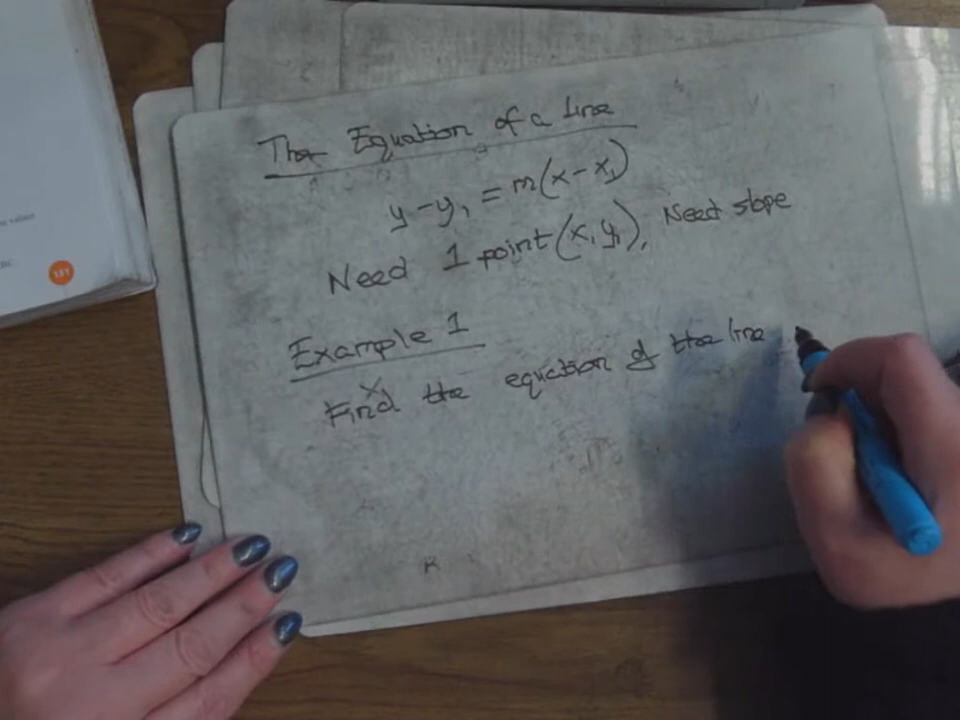 The Equation of a Line
y - y₁ = m(x - x₁)
Need 1 point (x₁ y₁), Need slope
Example 1
Find the equation of the line
151